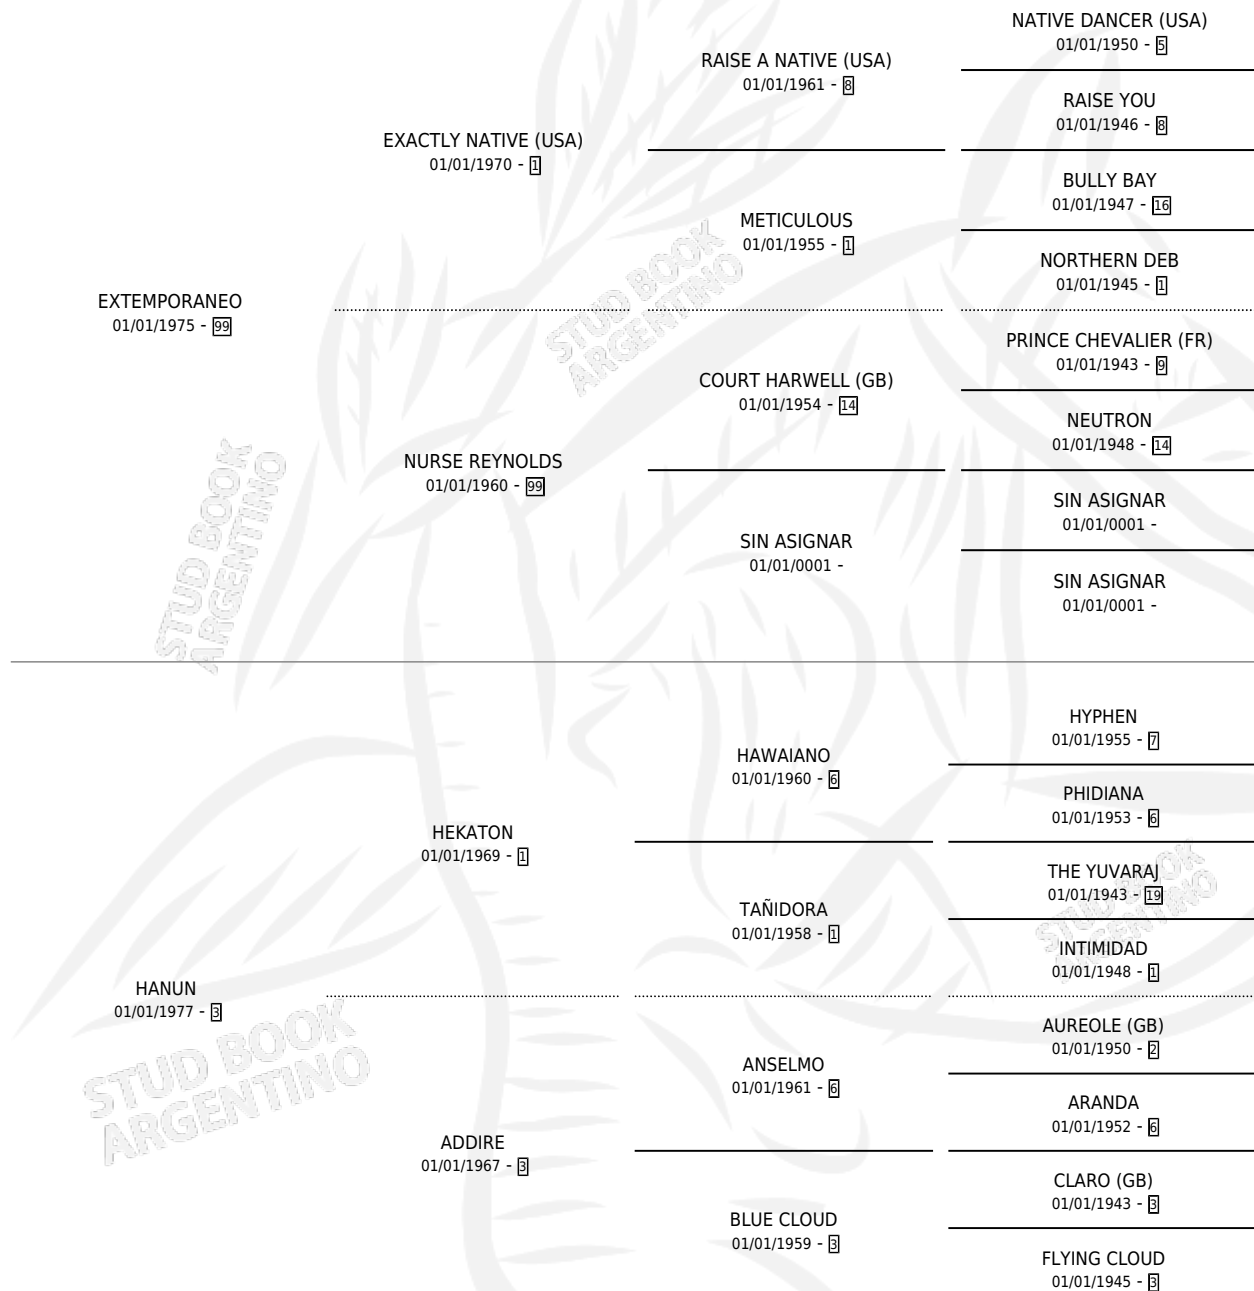 NATIVE DANCER (USA)
01/01/1950 - 5
RAISE A NATIVE (USA)
01/01/1961 - 8
RAISE YOU
01/01/1946 - 8
EXACTLY NATIVE (USA)
01/01/1970 - 1
BULLY BAY
01/01/1947 - 16
METICULOUS
01/01/1955 - 1
NORTHERN DEB
01/01/1945 - 1
EXTEMPORANEO
01/01/1975 - 99
PRINCE CHEVALIER (FR)
01/01/1943 - 9
COURT HARWELL (GB)
01/01/1954 - 14
NEUTRON
01/01/1948 - 14
NURSE REYNOLDS
01/01/1960 - 99
SIN ASIGNAR
01/01/0001 -
SIN ASIGNAR
01/01/0001 -
SIN ASIGNAR
01/01/0001 -
HYPHEN
01/01/1955 - 7
HAWAIANO
01/01/1960 - 6
PHIDIANA
01/01/1953 - 6
HEKATON
01/01/1969 - 1
THE YUVARAJ
01/01/1943 - 19
TAÑIDORA
01/01/1958 - 1
INTIMIDAD
01/01/1948 - 1
HANUN
01/01/1977 - 3
AUREOLE (GB)
01/01/1950 - 2
ANSELMO
01/01/1961 - 6
ARANDA
01/01/1952 - 6
ADDIRE
01/01/1967 - 3
CLARO (GB)
01/01/1943 - 3
BLUE CLOUD
01/01/1959 - 3
FLYING CLOUD
01/01/1945 - 3
STUD BOOK
ARGENTINO
STUD BOOK
ARGENTINO
STUD BOOK
ARGENTINO
STUD BOOK
ARGENTINO